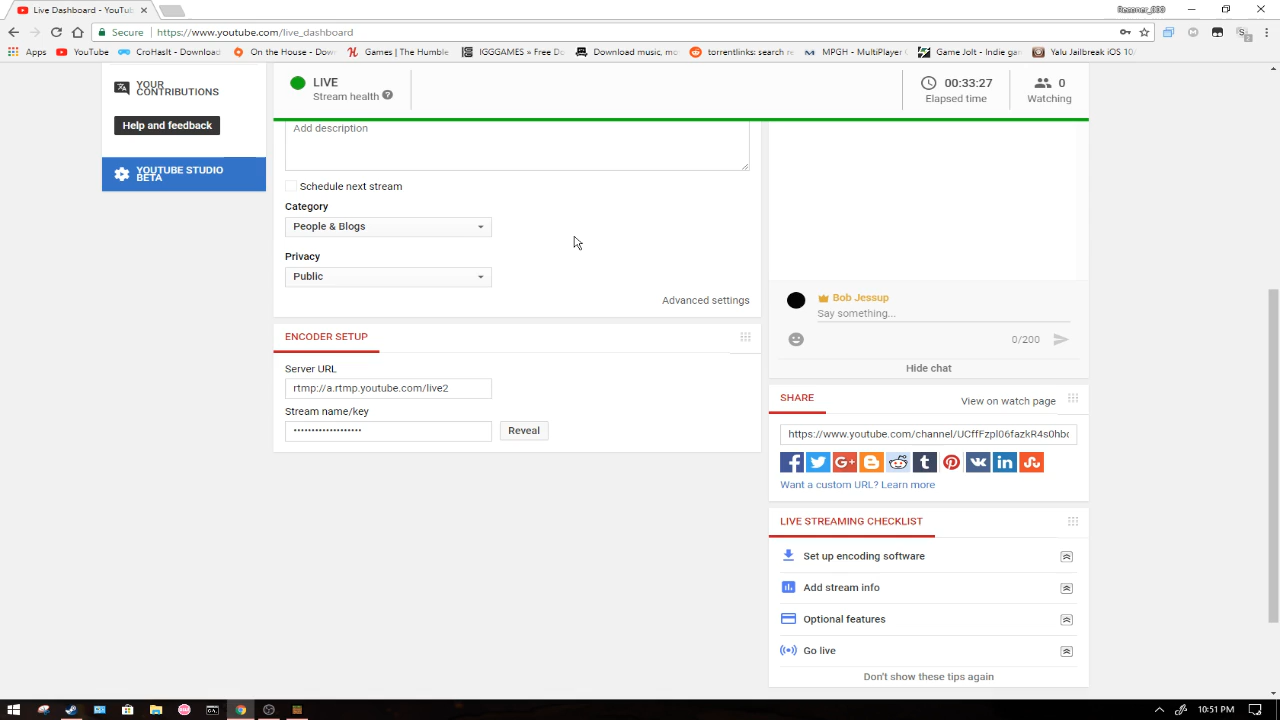 Live Dashboard - YouTu
Reconer_000
Secure
https://www.youtube.com/live_dashboard
Apps
YouTube
CroHasIt - Download
On the House - Dow
Games | The Humble
IGGGAMES » Free Do
Download music, mo
torrentlinks: search re
MPGH - MultiPlayer G
Game Jolt - Indie gam
Yalu Jailbreak iOS 10
YOUR
CONTRIBUTIONS
Help and feedback
YOUTUBE STUDIO
BETA
LIVE
Stream health
00:33:27
Elapsed time
0
Watching
Add description
Schedule next stream
Category
People & Blogs
Privacy
Public
Advanced settings
ENCODER SETUP
Server URL
rtmp://a.rtmp.youtube.com/live2
Stream name/key
•••••••••••••••••••
Reveal
Bob Jessup
Say something...
0/200
Hide chat
SHARE
View on watch page
https://www.youtube.com/channel/UCffFzpl06fazkR4s0hbc
Want a custom URL? Learn more
LIVE STREAMING CHECKLIST
Set up encoding software
Add stream info
Optional features
Go live
Don't show these tips again
10:51 PM